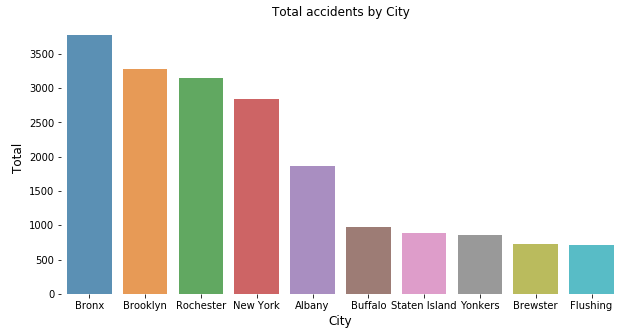 Total accidents by City
Total
3500
3000
2500
2000
1500
1000
500
0
Bronx Brooklyn Rochester New York Albany Buffalo Staten Island Yonkers Brewster Flushing
City